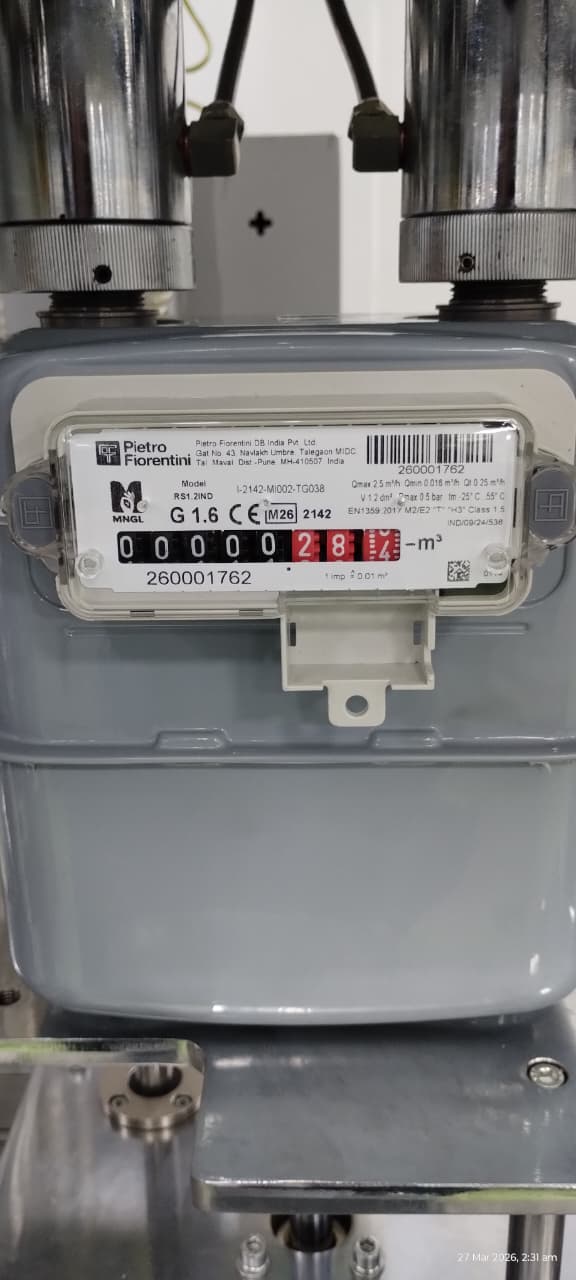 Pietro
Fiorentini
Pietro Fiorentini DB India Pvt. Ltd.
Gat No. 43, Navlakh Umbre, Talegaon MIDC,
Tal. Maval Dist.-Pune. MH-410507. India
260001762
MNGL
Model
RS1.2IND
I-2142-MI002-TG038
G 1.6 CE M26 2142
Qmax 2.5 m³/h Qmin 0.016 m³/h Qt 0.25 m³/h
V 1.2 dm³ Pmax 0.5 bar tm -25° C..55° C
EN1359:2017 M2/E2 "T" "H3" Class 1.5
IND/09/24/536
0 0 0 0 0 2 8 4 -m³
260001762
1 imp ≙ 0.01 m³
27 Mar 2026, 2:31 am